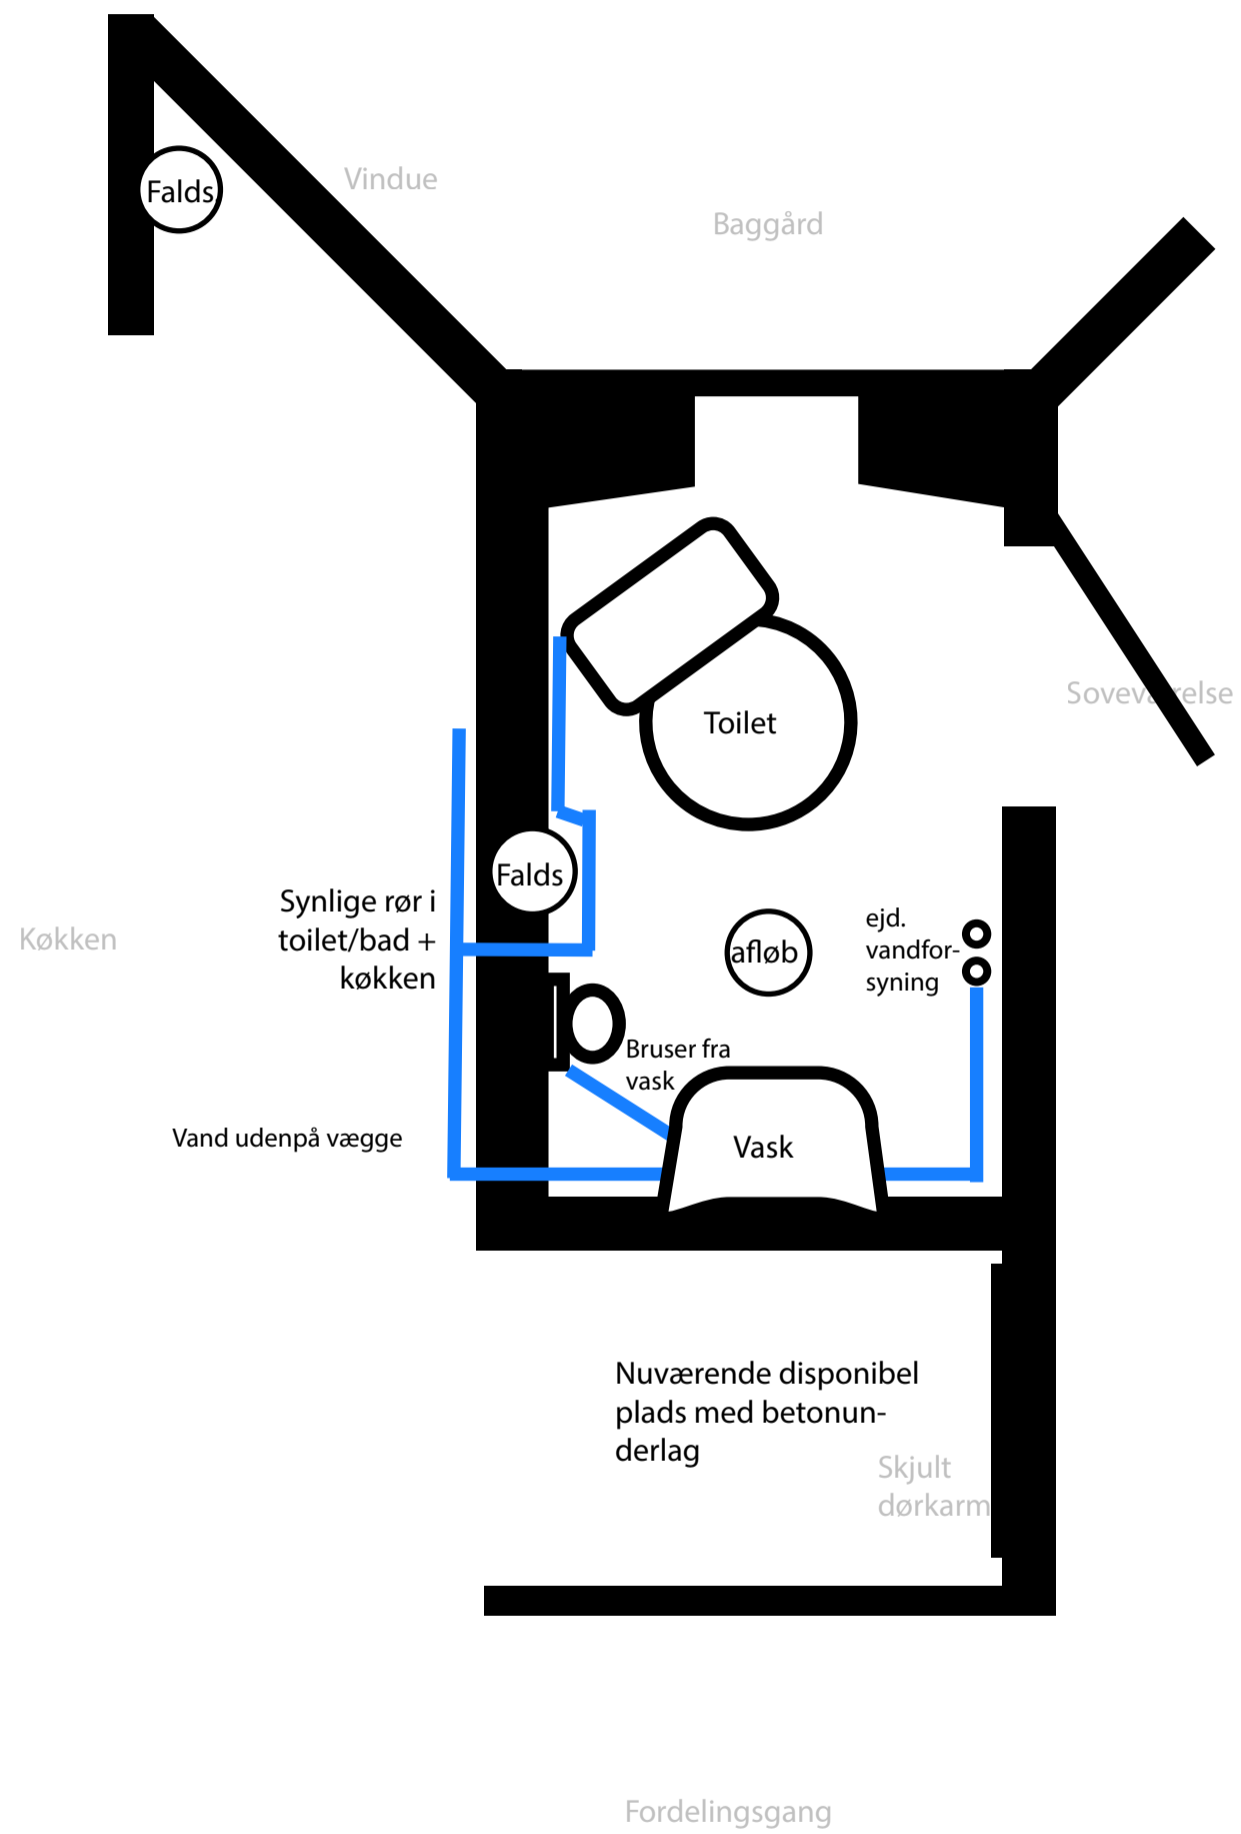 Vindue
Falds.
Baggård
Soveværelse
Toilet
Falds
Synlige rør i
toilet/bad +
køkken
Køkken
afløb
ejd.
vandfor-
syning
Bruser fra
vask
Vand udenpå vægge
Vask
Nuværende disponibel
plads med betonun-
derlag
Skjult
dørkarm
Fordelingsgang